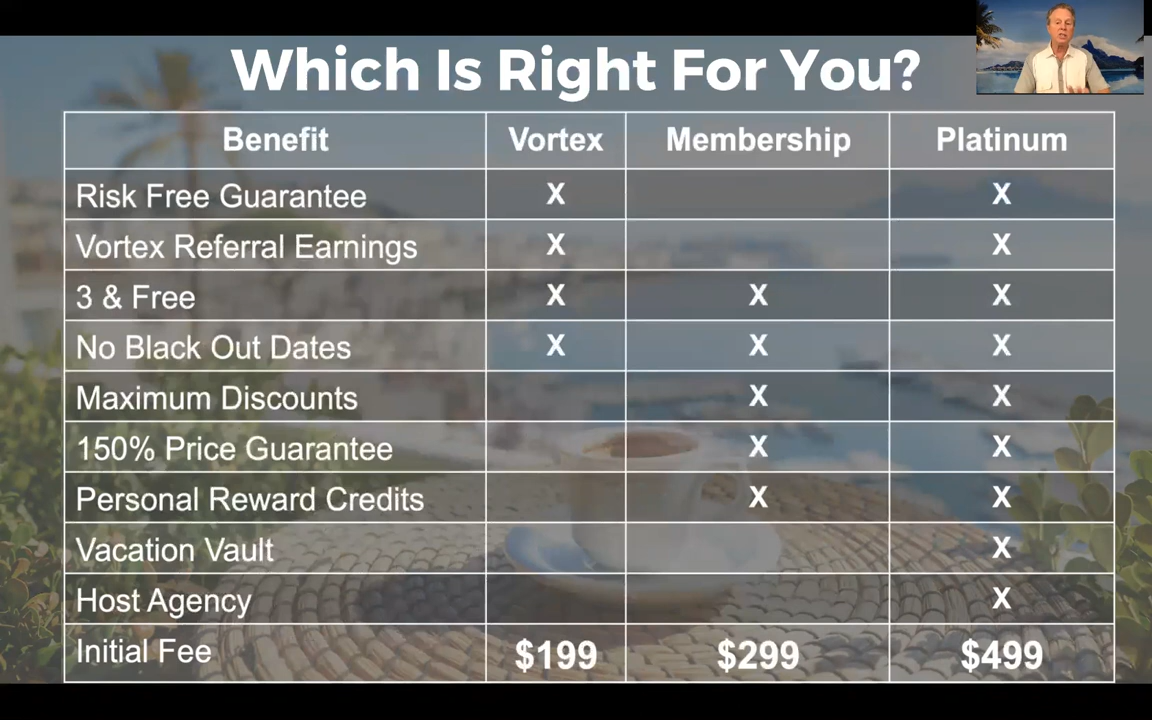 Which Is Right For You?
Benefit Vortex Membership Platinum
Risk Free Guarantee X X
Vortex Referral Earnings X X
3 & Free X X X
No Black Out Dates X X X
Maximum Discounts X X
150% Price Guarantee X X
Personal Reward Credits X X
Vacation Vault X
Host Agency X
Initial Fee $199 $299 $499